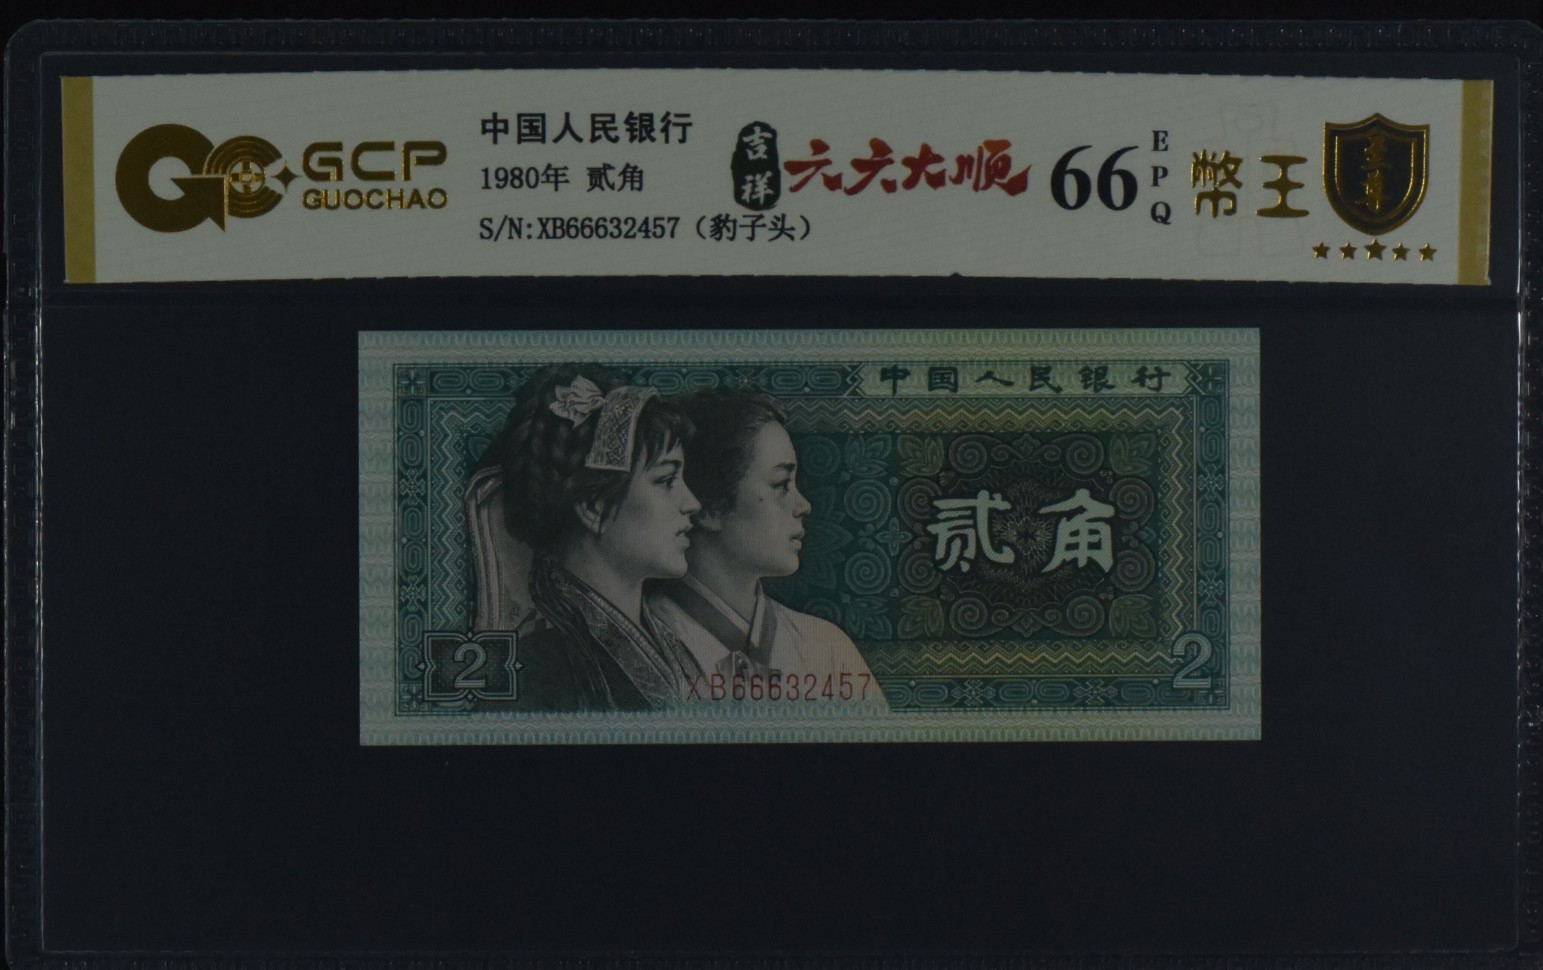 GCP
GUOCHAO
中国人民银行
1980年 贰角
S/N:XB66632457（豹子头）
吉祥
六六大顺
66
EPQ
幣王
至尊
中国人民银行
贰角
2
XB66632457
2